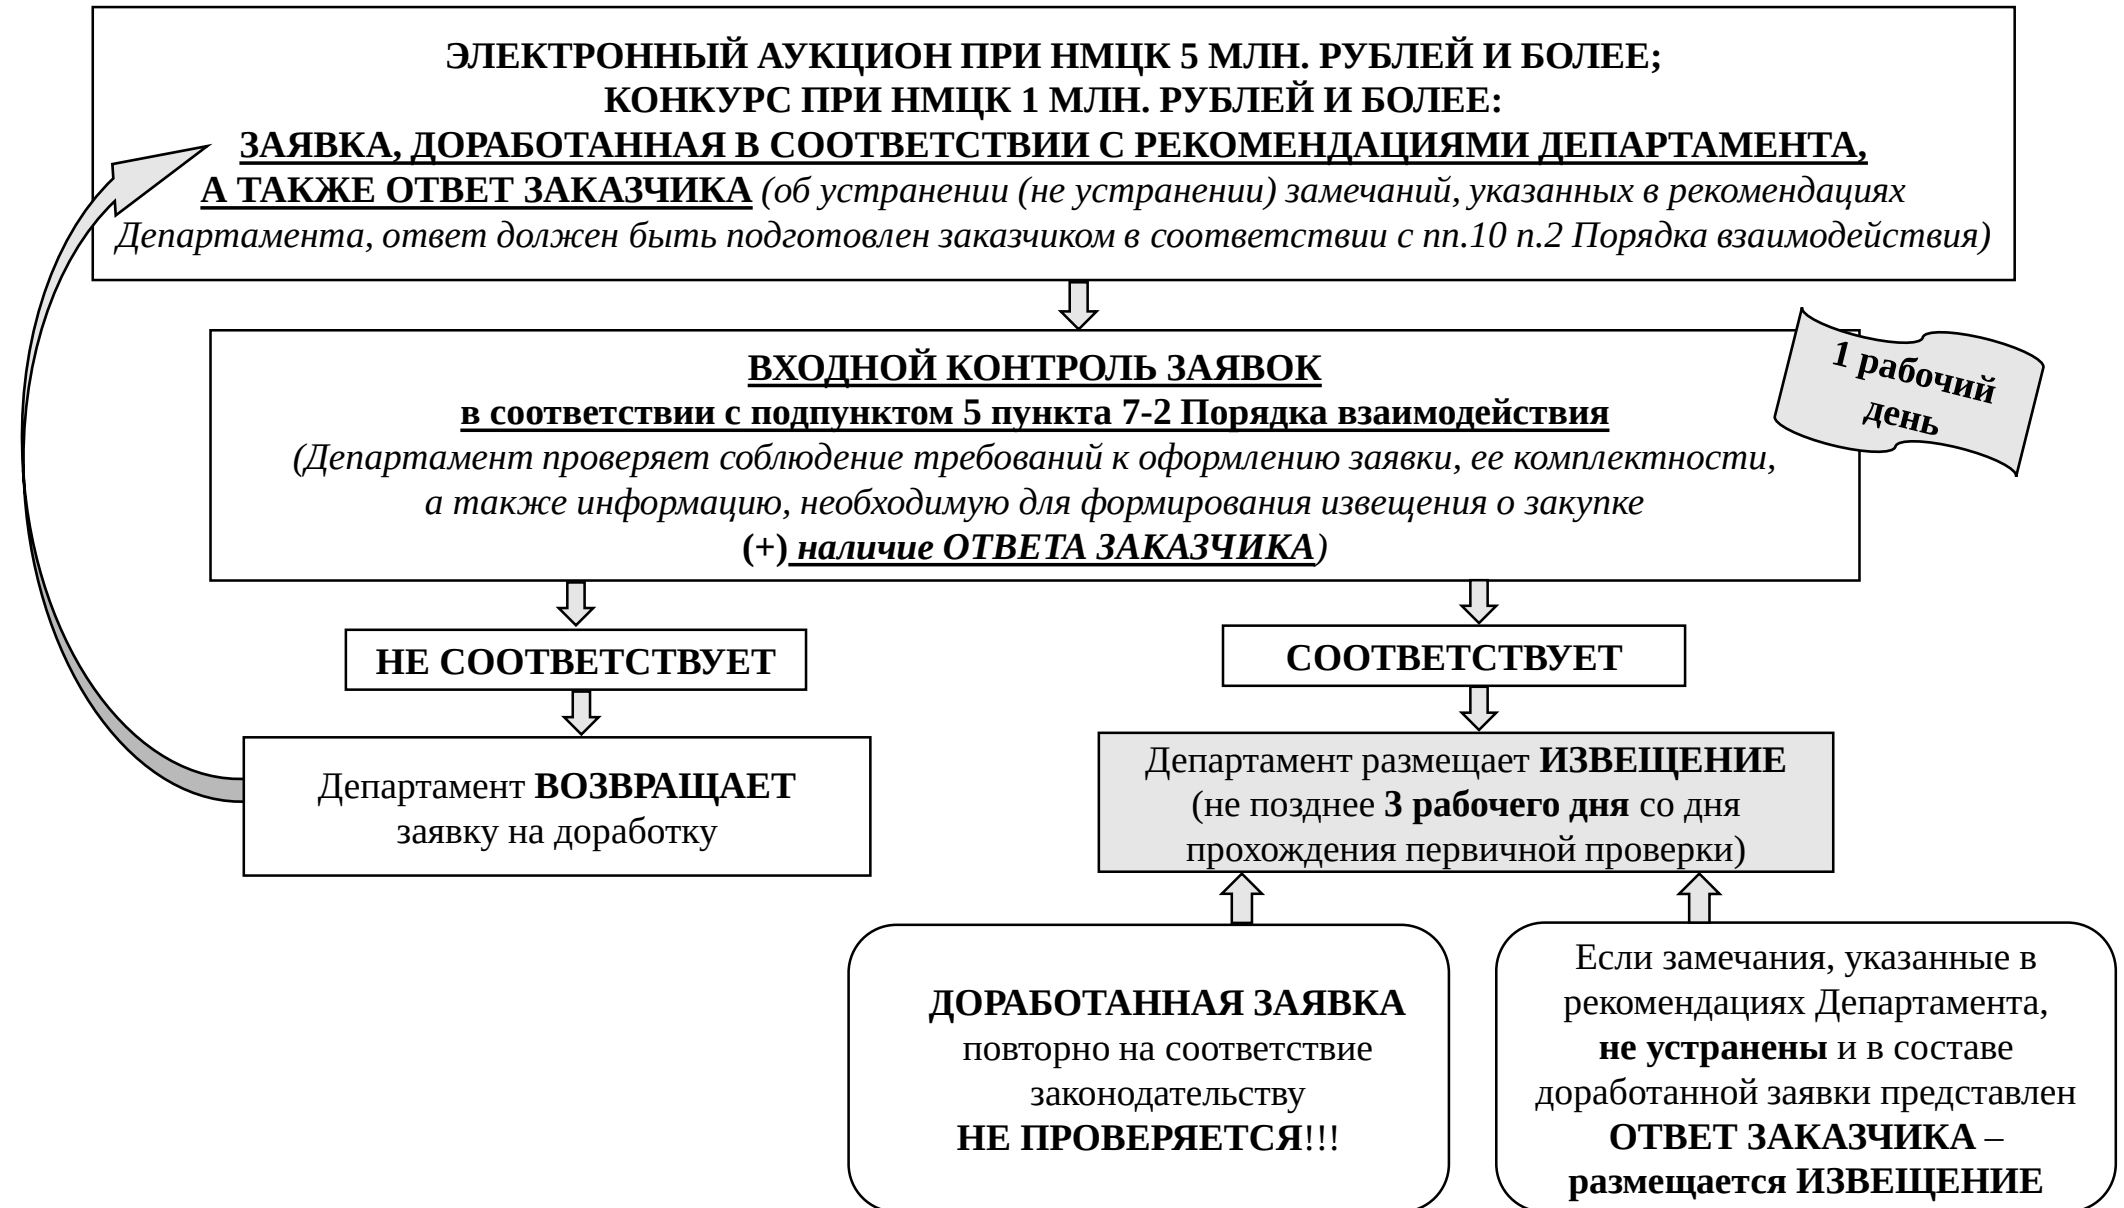 ЭЛЕКТРОННЫЙ АУКЦИОН ПРИ НМЦК 5 МЛН. РУБЛЕЙ И БОЛЕЕ;
КОНКУРС ПРИ НМЦК 1 МЛН. РУБЛЕЙ И БОЛЕЕ:
ЗАЯВКА, ДОРАБОТАННАЯ В СООТВЕТСТВИИ С РЕКОМЕНДАЦИЯМИ ДЕПАРТАМЕНТА,
А ТАКЖЕ ОТВЕТ ЗАКАЗЧИКА (об устранении (не устранении) замечаний, указанных в рекомендациях
Департамента, ответ должен быть подготовлен заказчиком в соответствии с пп.10 п.2 Порядка взаимодействия)
1 рабочий
день
ВХОДНОЙ КОНТРОЛЬ ЗАЯВОК
в соответствии с подпунктом 5 пункта 7-2 Порядка взаимодействия
(Департамент проверяет соблюдение требований к оформлению заявки, ее комплектности,
а также информацию, необходимую для формирования извещения о закупке
(+) наличие ОТВЕТА ЗАКАЗЧИКА)
НЕ СООТВЕТСТВУЕТ
СООТВЕТСТВУЕТ
Департамент ВОЗВРАЩАЕТ
заявку на доработку
Департамент размещает ИЗВЕЩЕНИЕ
(не позднее 3 рабочего дня со дня
прохождения первичной проверки)
ДОРАБОТАННАЯ ЗАЯВКА
повторно на соответствие
законодательству
НЕ ПРОВЕРЯЕТСЯ!!!
Если замечания, указанные в
рекомендациях Департамента,
не устранены и в составе
доработанной заявки представлен
ОТВЕТ ЗАКАЗЧИКА –
размещается ИЗВЕЩЕНИЕ